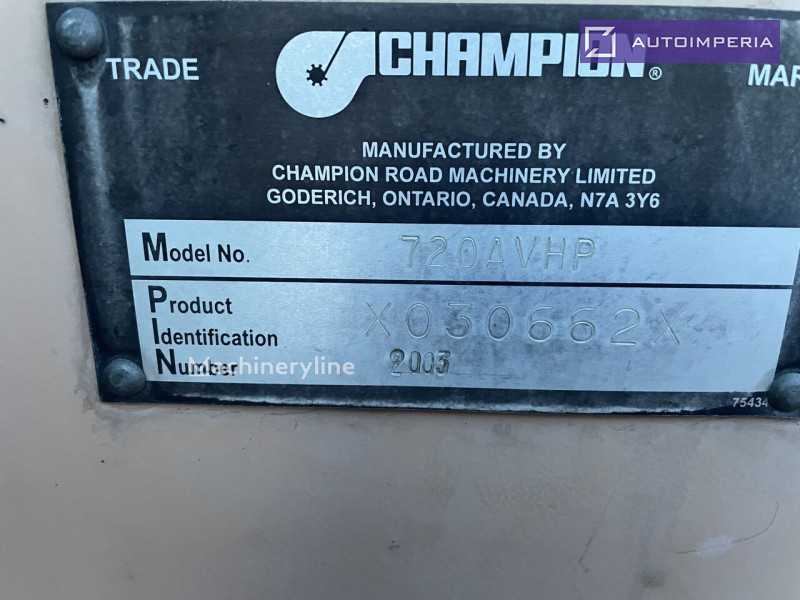 AUTOIMPERIA
TRADE CHAMPION® MAR
MANUFACTURED BY
CHAMPION ROAD MACHINERY LIMITED
GODERICH, ONTARIO, CANADA, N7A 3Y6
Model No. 720AVHP
Product
Identification X030662X
Number 2003
Machineryline
75434